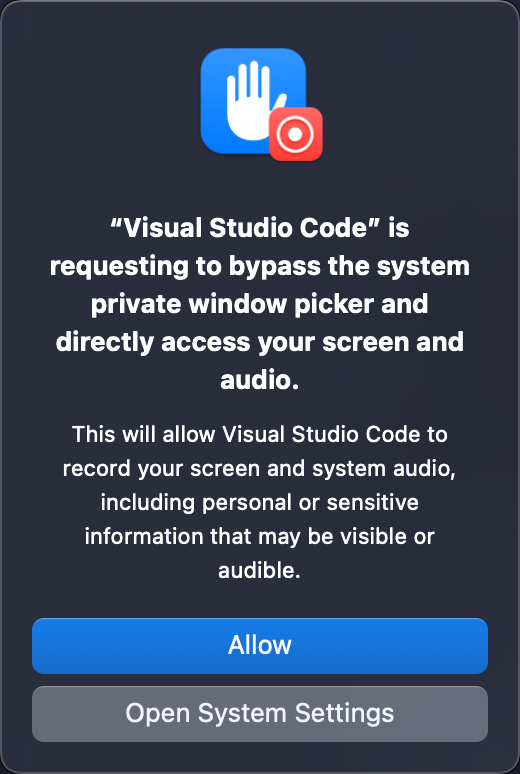 “Visual Studio Code” is
requesting to bypass the system
private window picker and
directly access your screen and
audio.
This will allow Visual Studio Code to
record your screen and system audio,
including personal or sensitive
information that may be visible or
audible.
Allow
Open System Settings